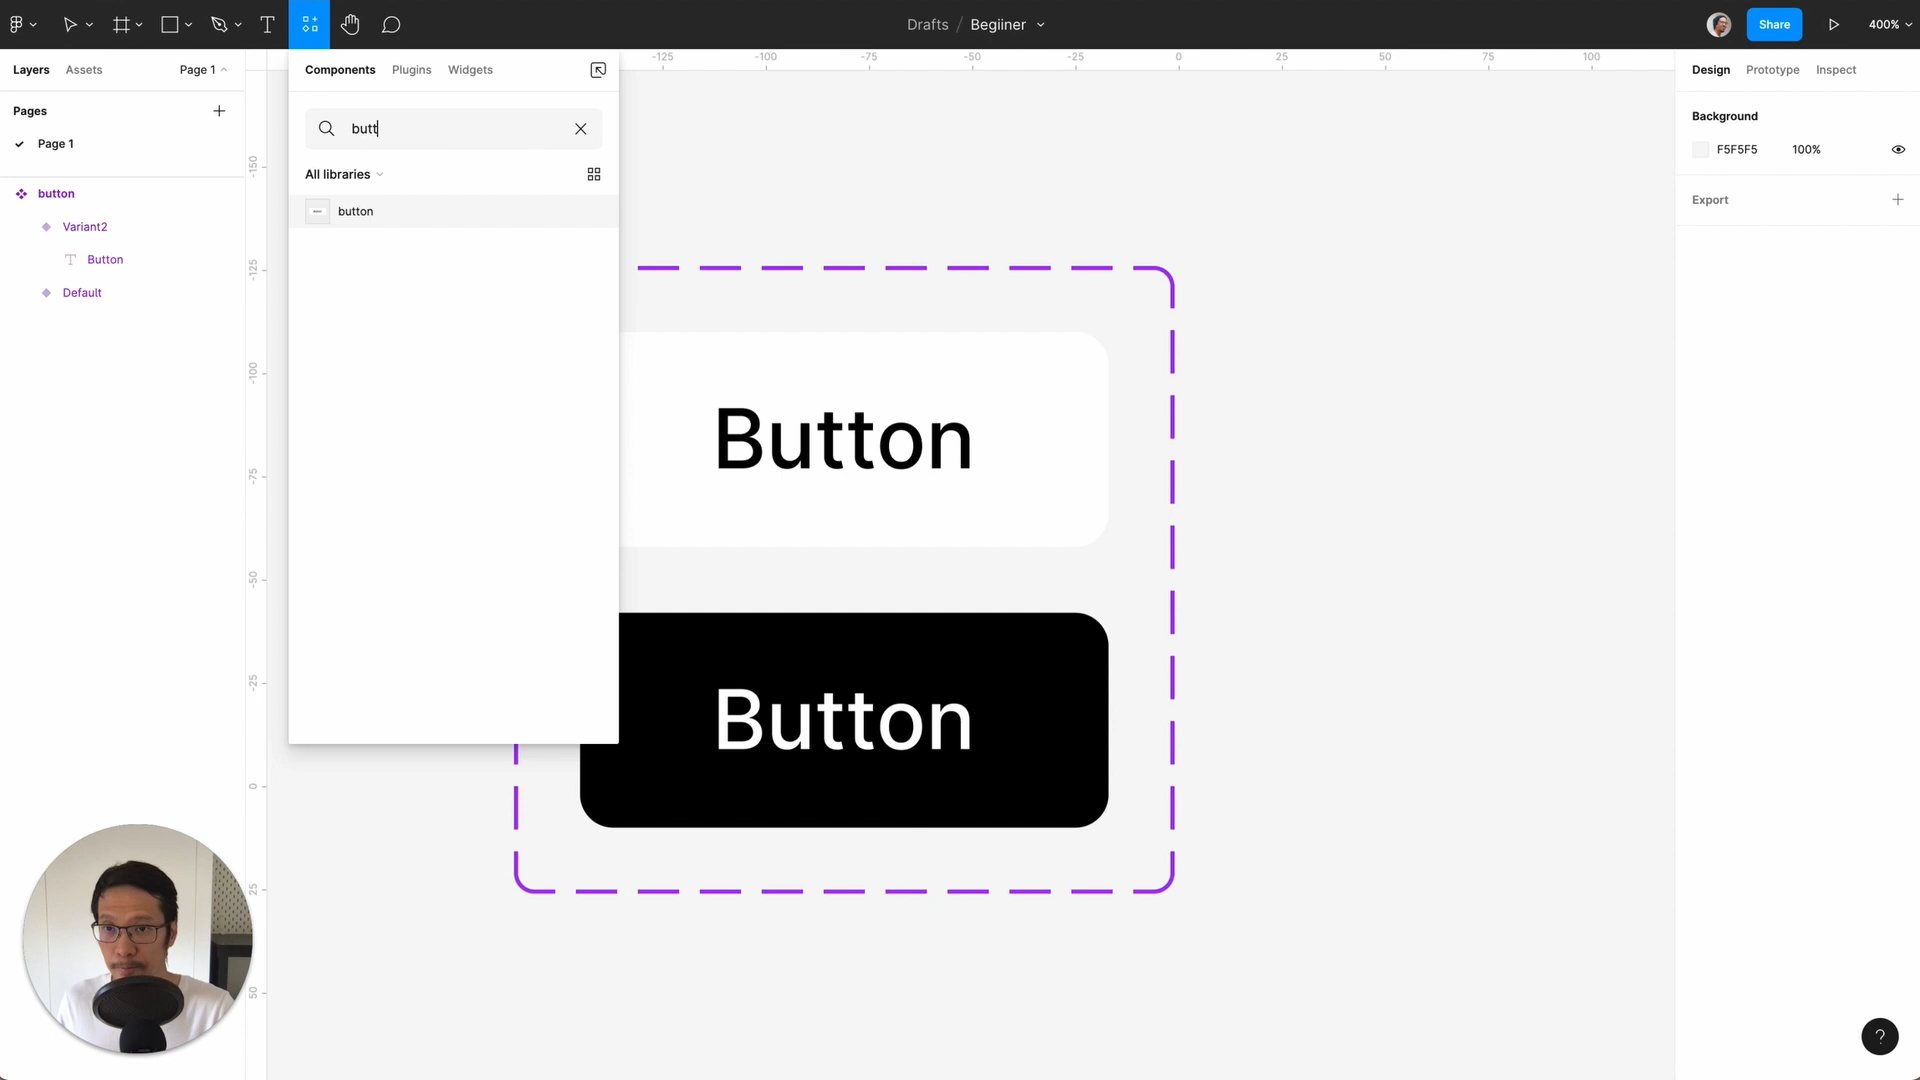 Drafts / Begiiner
Share
400%
Layers
Assets
Page 1
Pages
Page 1
button
Variant2
Button
Default
Components
Plugins
Widgets
butt
All libraries
button
-125
-100
-75
-50
-25
0
25
50
75
100
-150
-125
-100
-75
-50
-25
0
25
50
Button
Button
Design
Prototype
Inspect
Background
F5F5F5
100%
Export
?